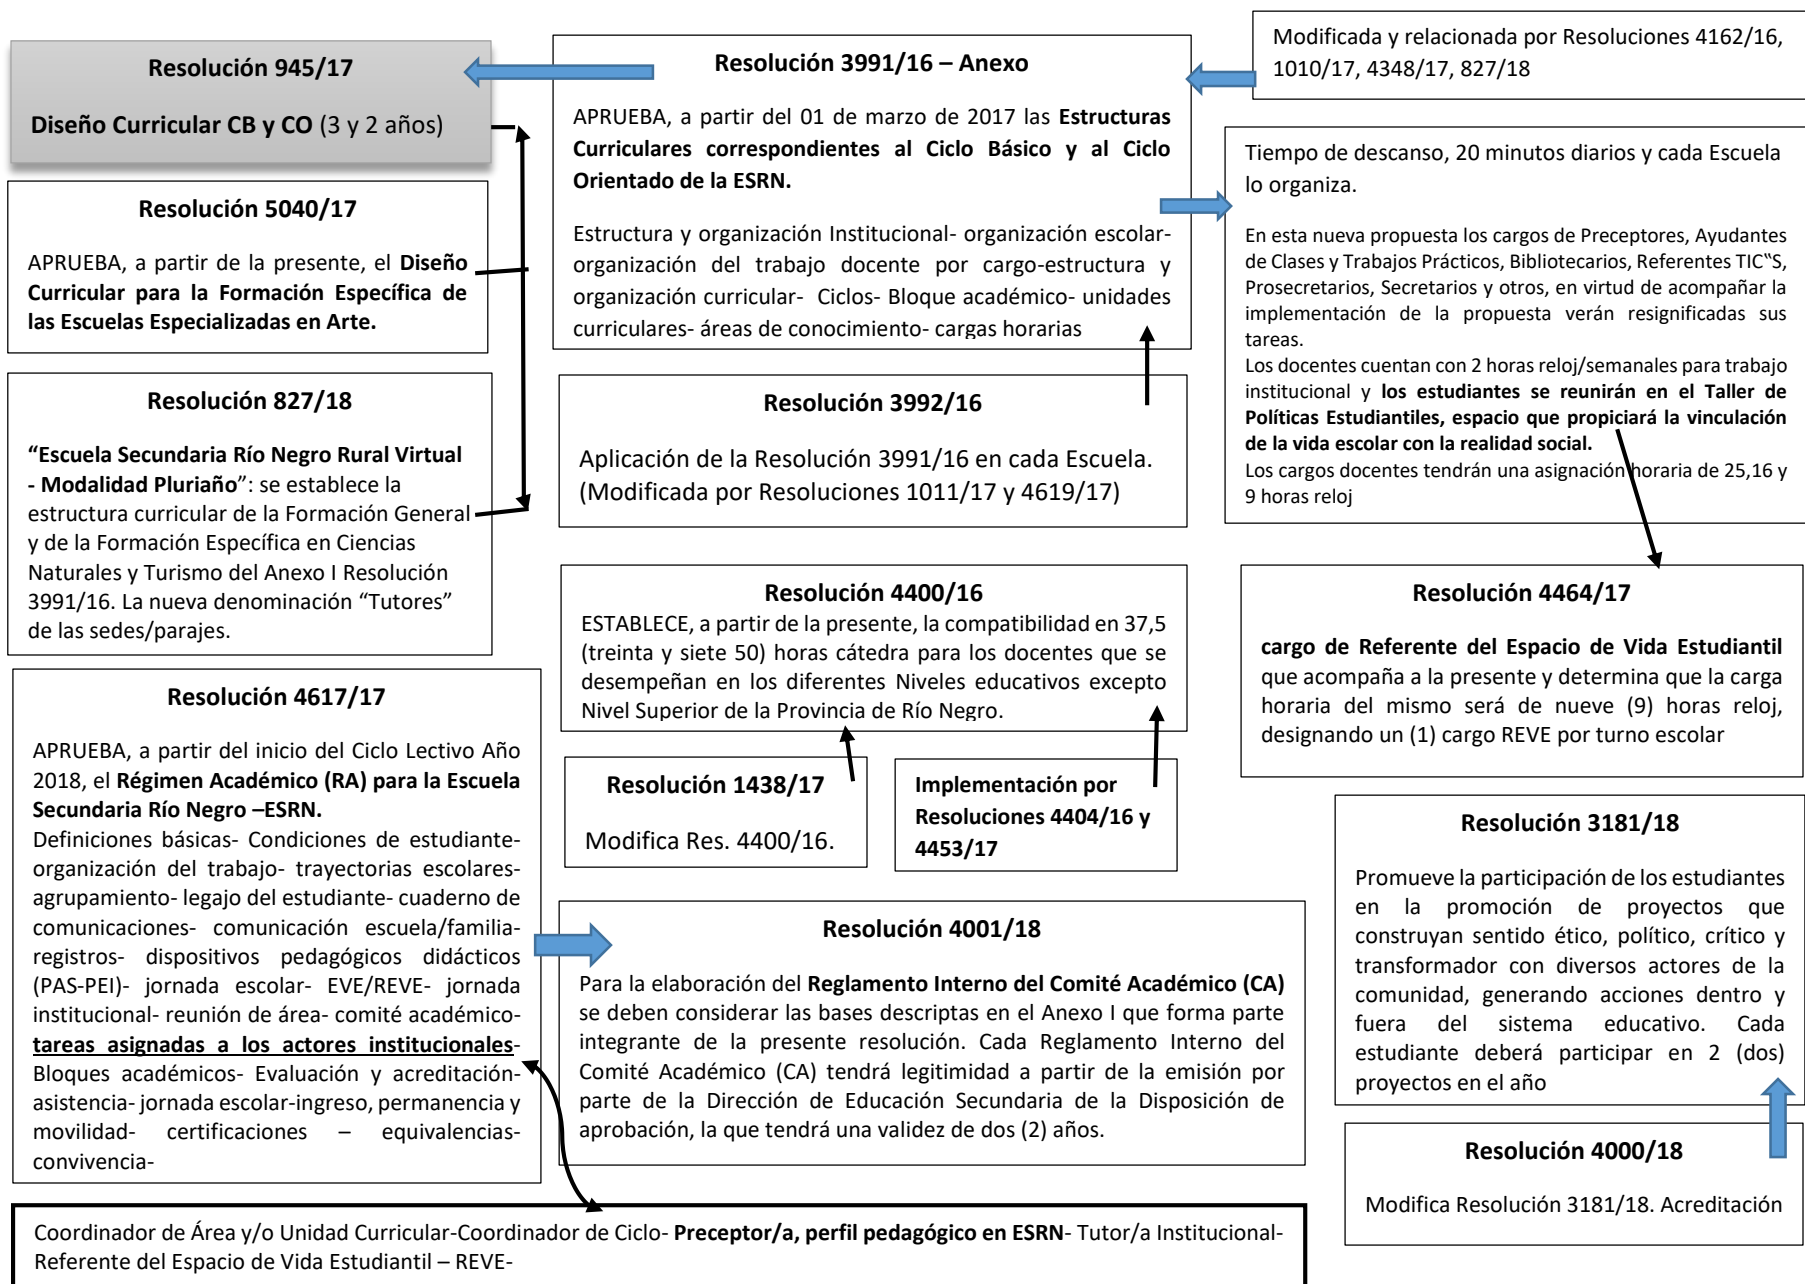 Resolución 945/17
Diseño Curricular CB y CO (3 y 2 años)
Resolución 3991/16 – Anexo
APRUEBA, a partir del 01 de marzo de 2017 las Estructuras
Curriculares correspondientes al Ciclo Básico y al Ciclo
Orientado de la ESRN.
Estructura y organización Institucional- organización escolar-
organización del trabajo docente por cargo-estructura y
organización curricular- Ciclos- Bloque académico- unidades
curriculares- áreas de conocimiento- cargas horarias
Modificada y relacionada por Resoluciones 4162/16,
1010/17, 4348/17, 827/18
Tiempo de descanso, 20 minutos diarios y cada Escuela
lo organiza.
En esta nueva propuesta los cargos de Preceptores, Ayudantes
de Clases y Trabajos Prácticos, Bibliotecarios, Referentes TIC‟S,
Prosecretarios, Secretarios y otros, en virtud de acompañar la
implementación de la propuesta verán resignificadas sus
tareas.
Los docentes cuentan con 2 horas reloj/semanales para trabajo
institucional y los estudiantes se reunirán en el Taller de
Políticas Estudiantiles, espacio que propiciará la vinculación
de la vida escolar con la realidad social.
Los cargos docentes tendrán una asignación horaria de 25,16 y
9 horas reloj
Resolución 5040/17
APRUEBA, a partir de la presente, el Diseño
Curricular para la Formación Específica de
las Escuelas Especializadas en Arte.
Resolución 827/18
“Escuela Secundaria Río Negro Rural Virtual
- Modalidad Pluriaño”: se establece la
estructura curricular de la Formación General
y de la Formación Específica en Ciencias
Naturales y Turismo del Anexo I Resolución
3991/16. La nueva denominación “Tutores”
de las sedes/parajes.
Resolución 3992/16
Aplicación de la Resolución 3991/16 en cada Escuela.
(Modificada por Resoluciones 1011/17 y 4619/17)
Resolución 4400/16
ESTABLECE, a partir de la presente, la compatibilidad en 37,5
(treinta y siete 50) horas cátedra para los docentes que se
desempeñan en los diferentes Niveles educativos excepto
Nivel Superior de la Provincia de Río Negro.
Resolución 4464/17
cargo de Referente del Espacio de Vida Estudiantil
que acompaña a la presente y determina que la carga
horaria del mismo será de nueve (9) horas reloj,
designando un (1) cargo REVE por turno escolar
Resolución 4617/17
APRUEBA, a partir del inicio del Ciclo Lectivo Año
2018, el Régimen Académico (RA) para la Escuela
Secundaria Río Negro –ESRN.
Definiciones básicas- Condiciones de estudiante-
organización del trabajo- trayectorias escolares-
agrupamiento- legajo del estudiante- cuaderno de
comunicaciones- comunicación escuela/familia-
registros- dispositivos pedagógicos didácticos
(PAS-PEI)- jornada escolar- EVE/REVE- jornada
institucional- reunión de área- comité académico-
tareas asignadas a los actores institucionales-
Bloques académicos- Evaluación y acreditación-
asistencia- jornada escolar-ingreso, permanencia y
movilidad- certificaciones – equivalencias-
convivencia-
Resolución 1438/17
Modifica Res. 4400/16.
Implementación por
Resoluciones 4404/16 y
4453/17
Resolución 3181/18
Promueve la participación de los estudiantes
en la promoción de proyectos que
construyan sentido ético, político, crítico y
transformador con diversos actores de la
comunidad, generando acciones dentro y
fuera del sistema educativo. Cada
estudiante deberá participar en 2 (dos)
proyectos en el año
Resolución 4001/18
Para la elaboración del Reglamento Interno del Comité Académico (CA)
se deben considerar las bases descriptas en el Anexo I que forma parte
integrante de la presente resolución. Cada Reglamento Interno del
Comité Académico (CA) tendrá legitimidad a partir de la emisión por
parte de la Dirección de Educación Secundaria de la Disposición de
aprobación, la que tendrá una validez de dos (2) años.
Resolución 4000/18
Modifica Resolución 3181/18. Acreditación
Coordinador de Área y/o Unidad Curricular-Coordinador de Ciclo- Preceptor/a, perfil pedagógico en ESRN- Tutor/a Institucional-
Referente del Espacio de Vida Estudiantil – REVE-